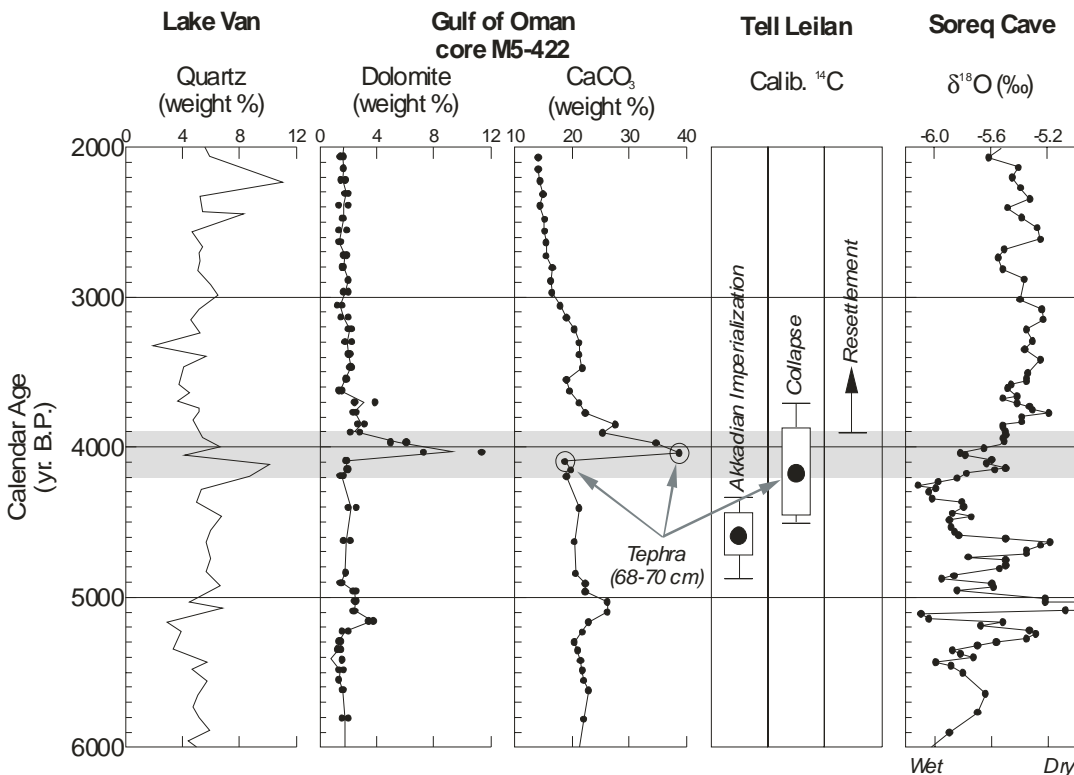 Lake Van
Gulf of Oman
core M5-422
Tell Leilan
Soreq Cave
Quartz
(weight %)
Dolomite
(weight %)
CaCO₃
(weight %)
Calib. ¹⁴C
δ¹⁸O (‰)
0 4 8 12
0 4 8 12
10 20 30 40
-6.0 -5.6 -5.2
2000
3000
4000
5000
6000
Calendar Age
(yr. B.P.)
Akkadian Imperialization
Collapse
Resettlement
Tephra
(68-70 cm)
Wet Dry